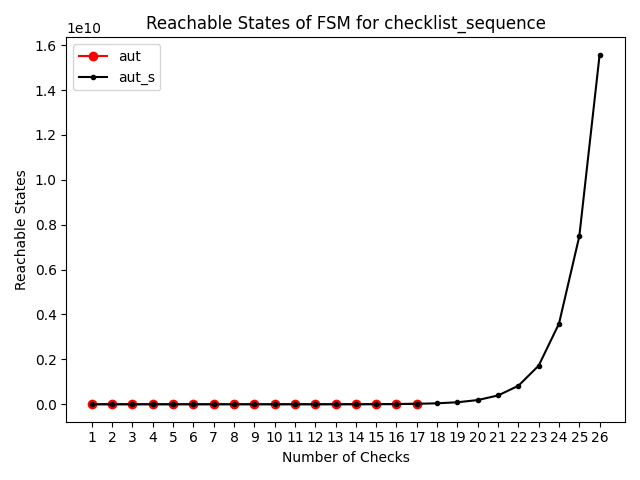 Reachable States of FSM for checklist_sequence
1e10
aut
aut_s
1.6
1.4
1.2
1.0
0.8
0.6
0.4
0.2
0.0
Reachable States
1 2 3 4 5 6 7 8 9 10 11 12 13 14 15 16 17 18 19 20 21 22 23 24 25 26
Number of Checks